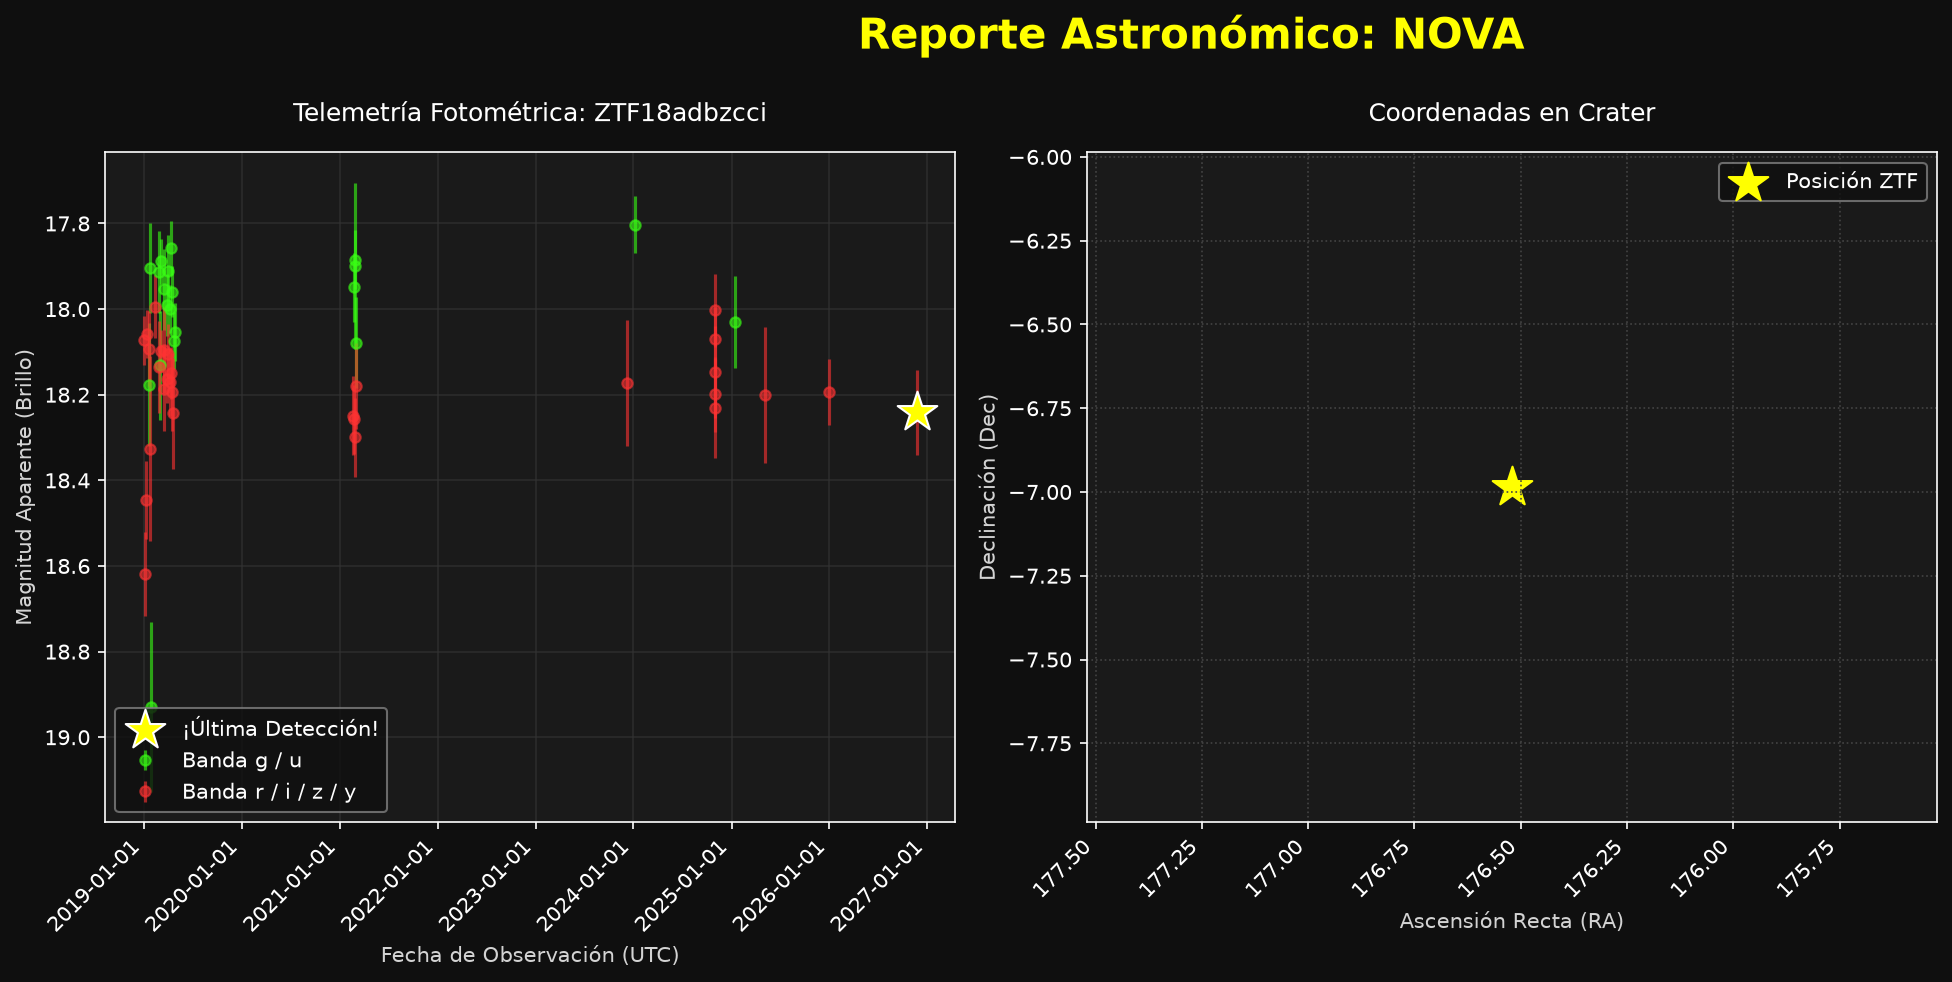 Reporte Astronómico: NOVA
Telemetría Fotométrica: ZTF18adbzcci
Magnitud Aparente (Brillo)
17.8
18.0
18.2
18.4
18.6
18.8
19.0
¡Última Detección!
Banda g / u
Banda r / i / z / y
2019-01-01
2020-01-01
2021-01-01
2022-01-01
2023-01-01
2024-01-01
2025-01-01
2026-01-01
2027-01-01
Fecha de Observación (UTC)
Coordenadas en Crater
Declinación (Dec)
−6.00
−6.25
−6.50
−6.75
−7.00
−7.25
−7.50
−7.75
Posición ZTF
177.50
177.25
177.00
176.75
176.50
176.25
176.00
175.75
Ascensión Recta (RA)